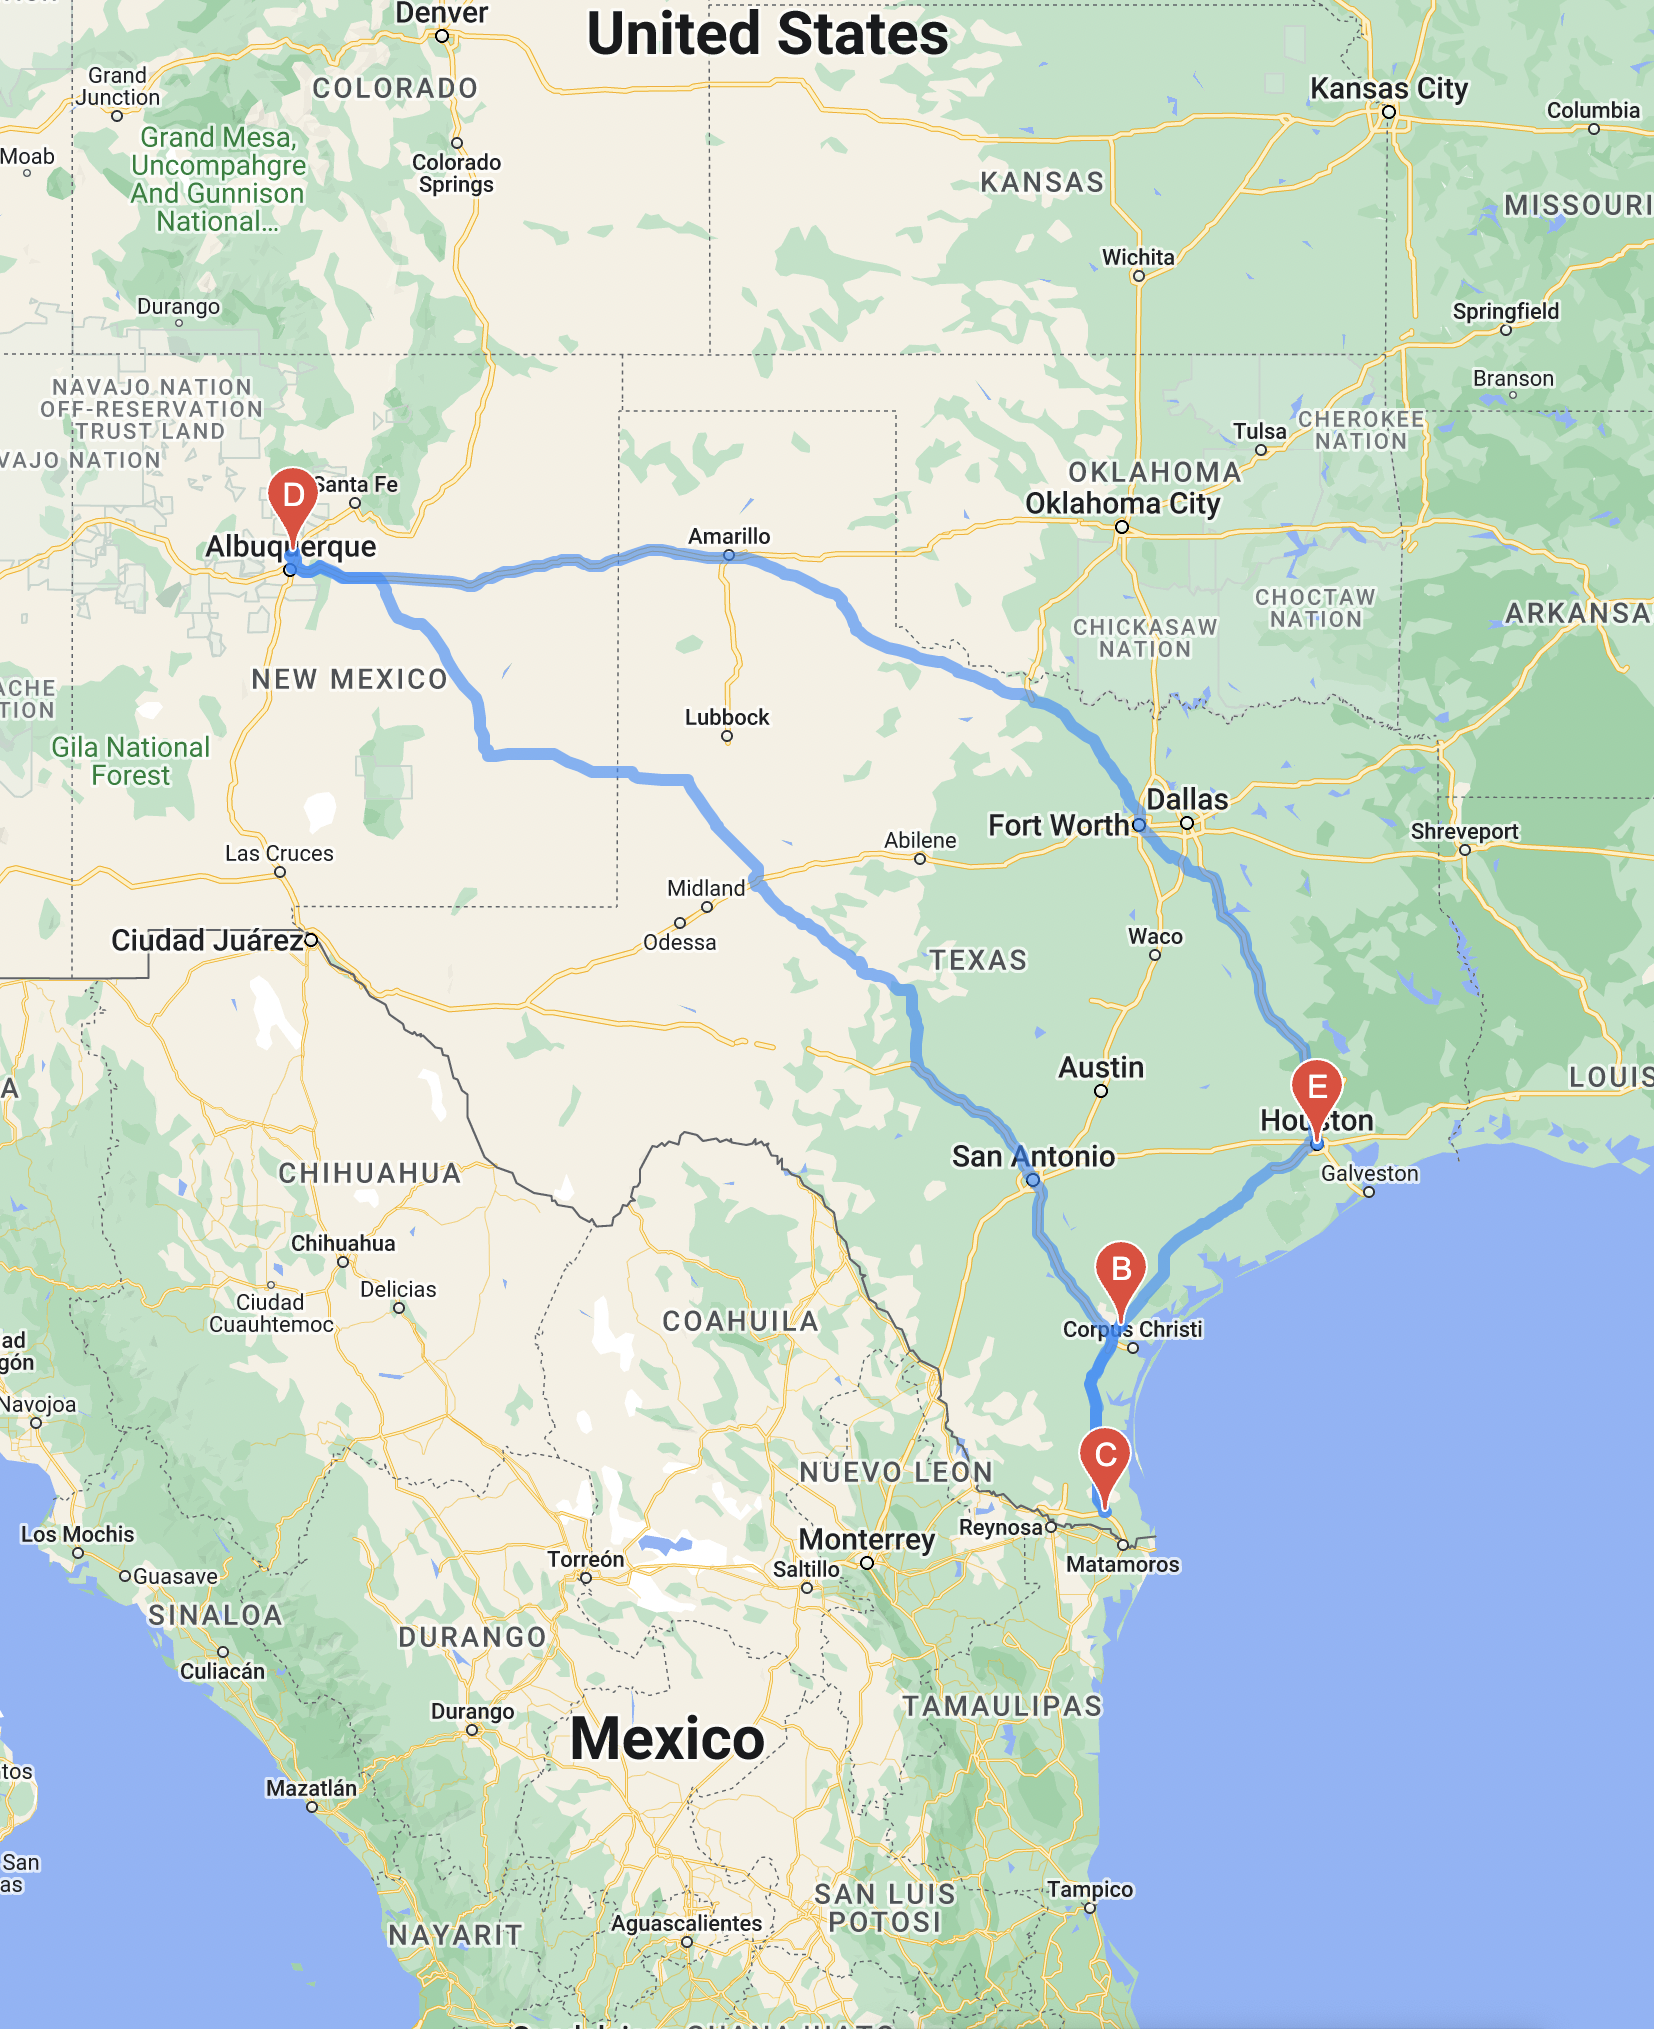 Denver
United States
Grand
Junction
COLORADO
Kansas City
Columbia
Grand Mesa,
Uncompahgre
And Gunnison
National...
Moab
Colorado
Springs
KANSAS
MISSOURI
Wichita
Durango
Springfield
NAVAJO NATION
OFF-RESERVATION
TRUST LAND
VAJO NATION
Branson
CHEROKEE
NATION
Tulsa
OKLAHOMA
Oklahoma City
D
Santa Fe
Albuquerque
Amarillo
CHOCTAW
NATION
ARKANSA
CHICKASAW
NATION
NEW MEXICO
ACHE
TION
Lubbock
Gila National
Forest
Dallas
Fort Worth
Shreveport
Abilene
Las Cruces
Midland
Odessa
Ciudad Juárez
Waco
TEXAS
Austin
E
LOUIS
A
Houston
San Antonio
Galveston
CHIHUAHUA
Chihuahua
B
Delicias
Ciudad
Cuauhtemoc
COAHUILA
Corpus Christi
ad
gón
Navojoa
C
NUEVO LEON
Los Mochis
Reynosa
Monterrey
Matamoros
Torreón
Saltillo
Guasave
SINALOA
DURANGO
Culiacán
TAMAULIPAS
Durango
Mexico
tos
Mazatlán
San
as
SAN LUIS
POTOSI
Tampico
Aguascalientes
NAYARIT